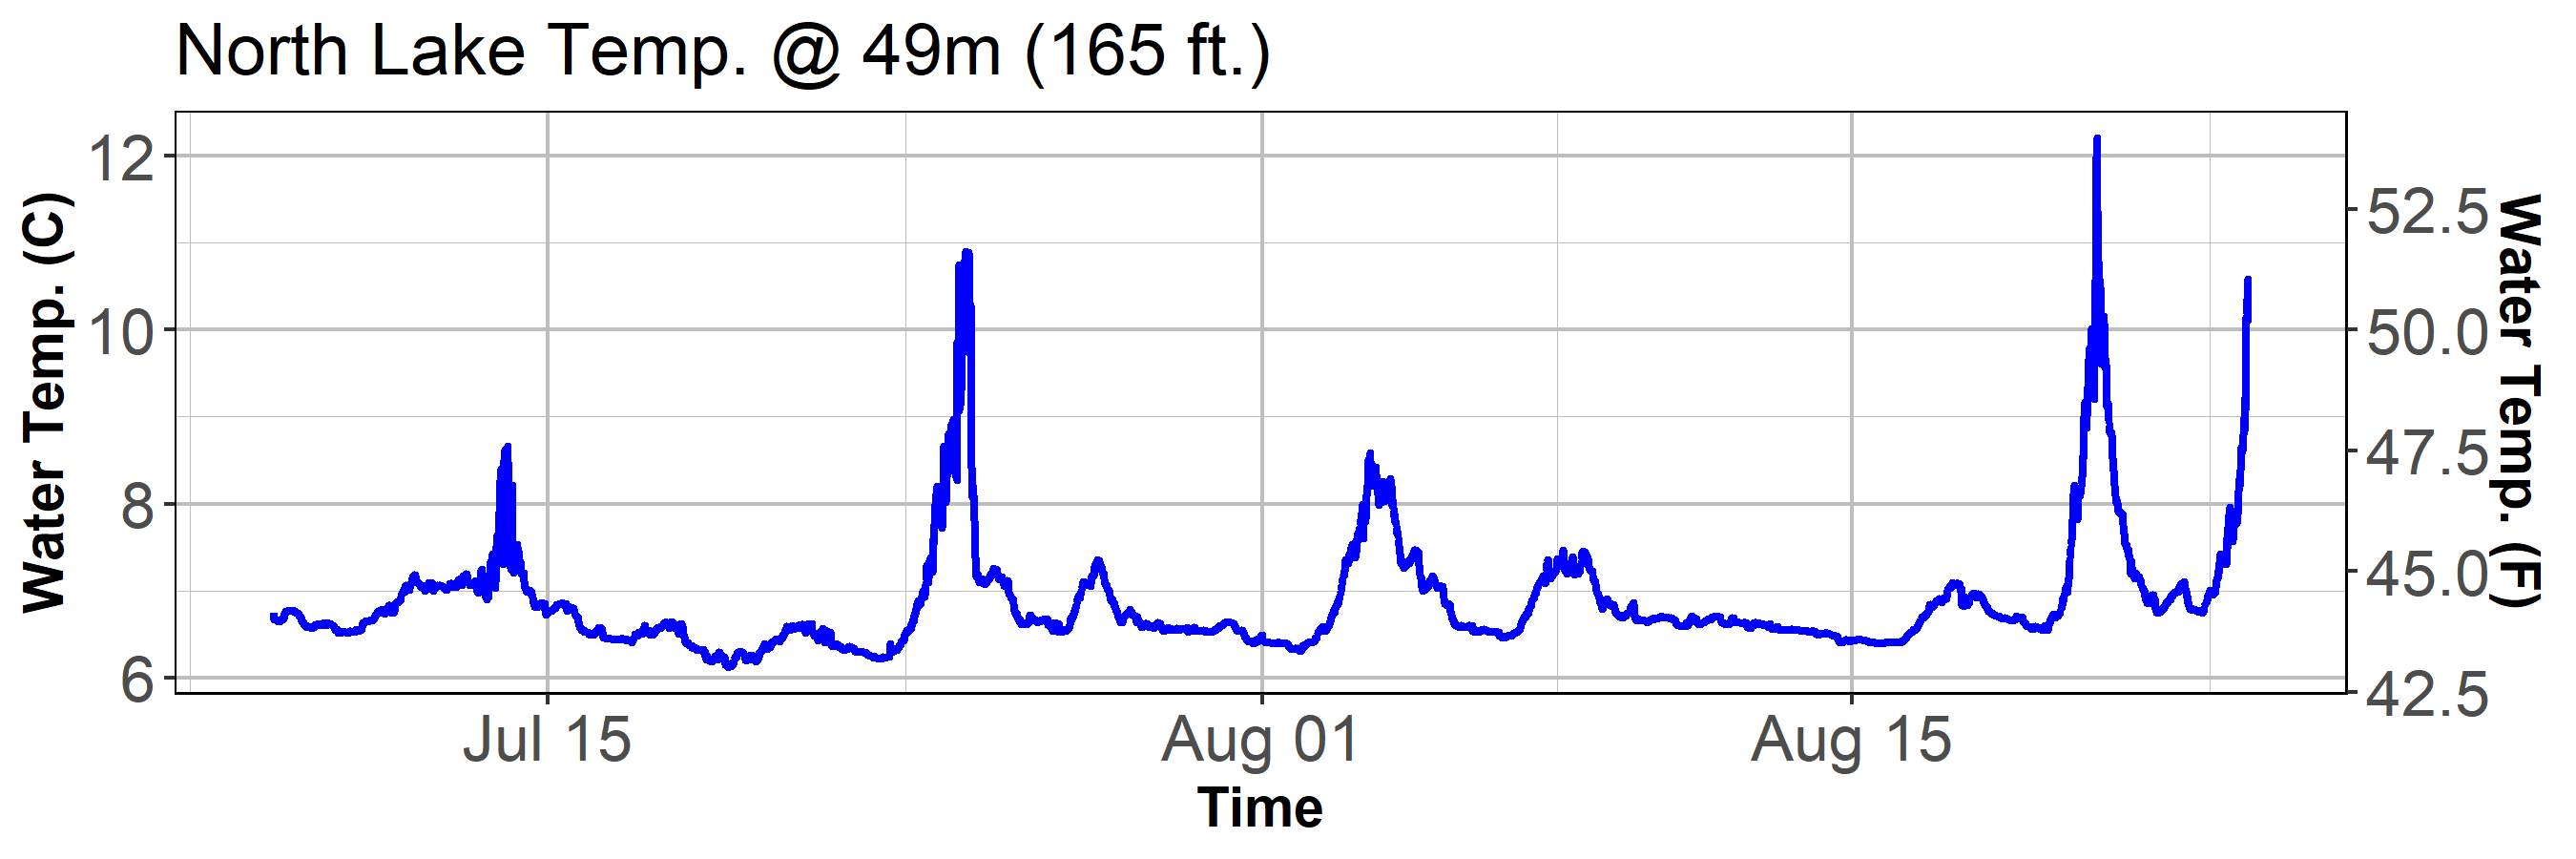 North Lake Temp. @ 49m (165 ft.)
Water Temp. (C)
12
10
8
6
52.5
50.0
47.5
45.0
42.5
Water Temp. (F)
Jul 15
Aug 01
Aug 15
Time